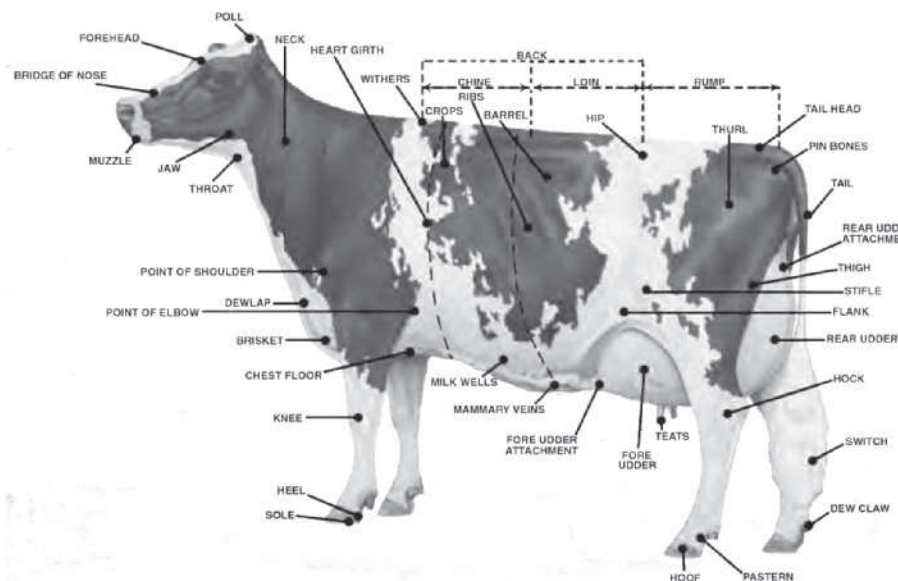 POLL
FOREHEAD
NECK
HEART GIRTH
BACK
BRIDGE OF NOSE
WITHERS
CHINE
LOIN
RUMP
RIBS
CROPS
BARREL
HIP
THURL
TAIL HEAD
PIN BONES
MUZZLE
JAW
THROAT
TAIL
REAR UDD
ATTACHME
POINT OF SHOULDER
THIGH
STIFLE
DEWLAP
POINT OF ELBOW
FLANK
BRISKET
REAR UDDER
CHEST FLOOR
MILK WELLS
HOCK
MAMMARY VEINS
KNEE
FORE UDDER
ATTACHMENT
FORE
UDDER
TEATS
SWITCH
HEEL
SOLE
DEW CLAW
HOOF
PASTERN